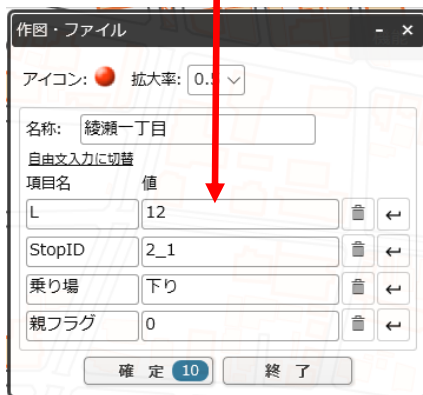 作図・ファイル
アイコン: 拡大率: 0.5
名称: 綾瀬一丁目
自由文入力に切替
項目名 値
L 12
StopID 2_1
乗り場 下り
親フラグ 0
確 定 10 終 了